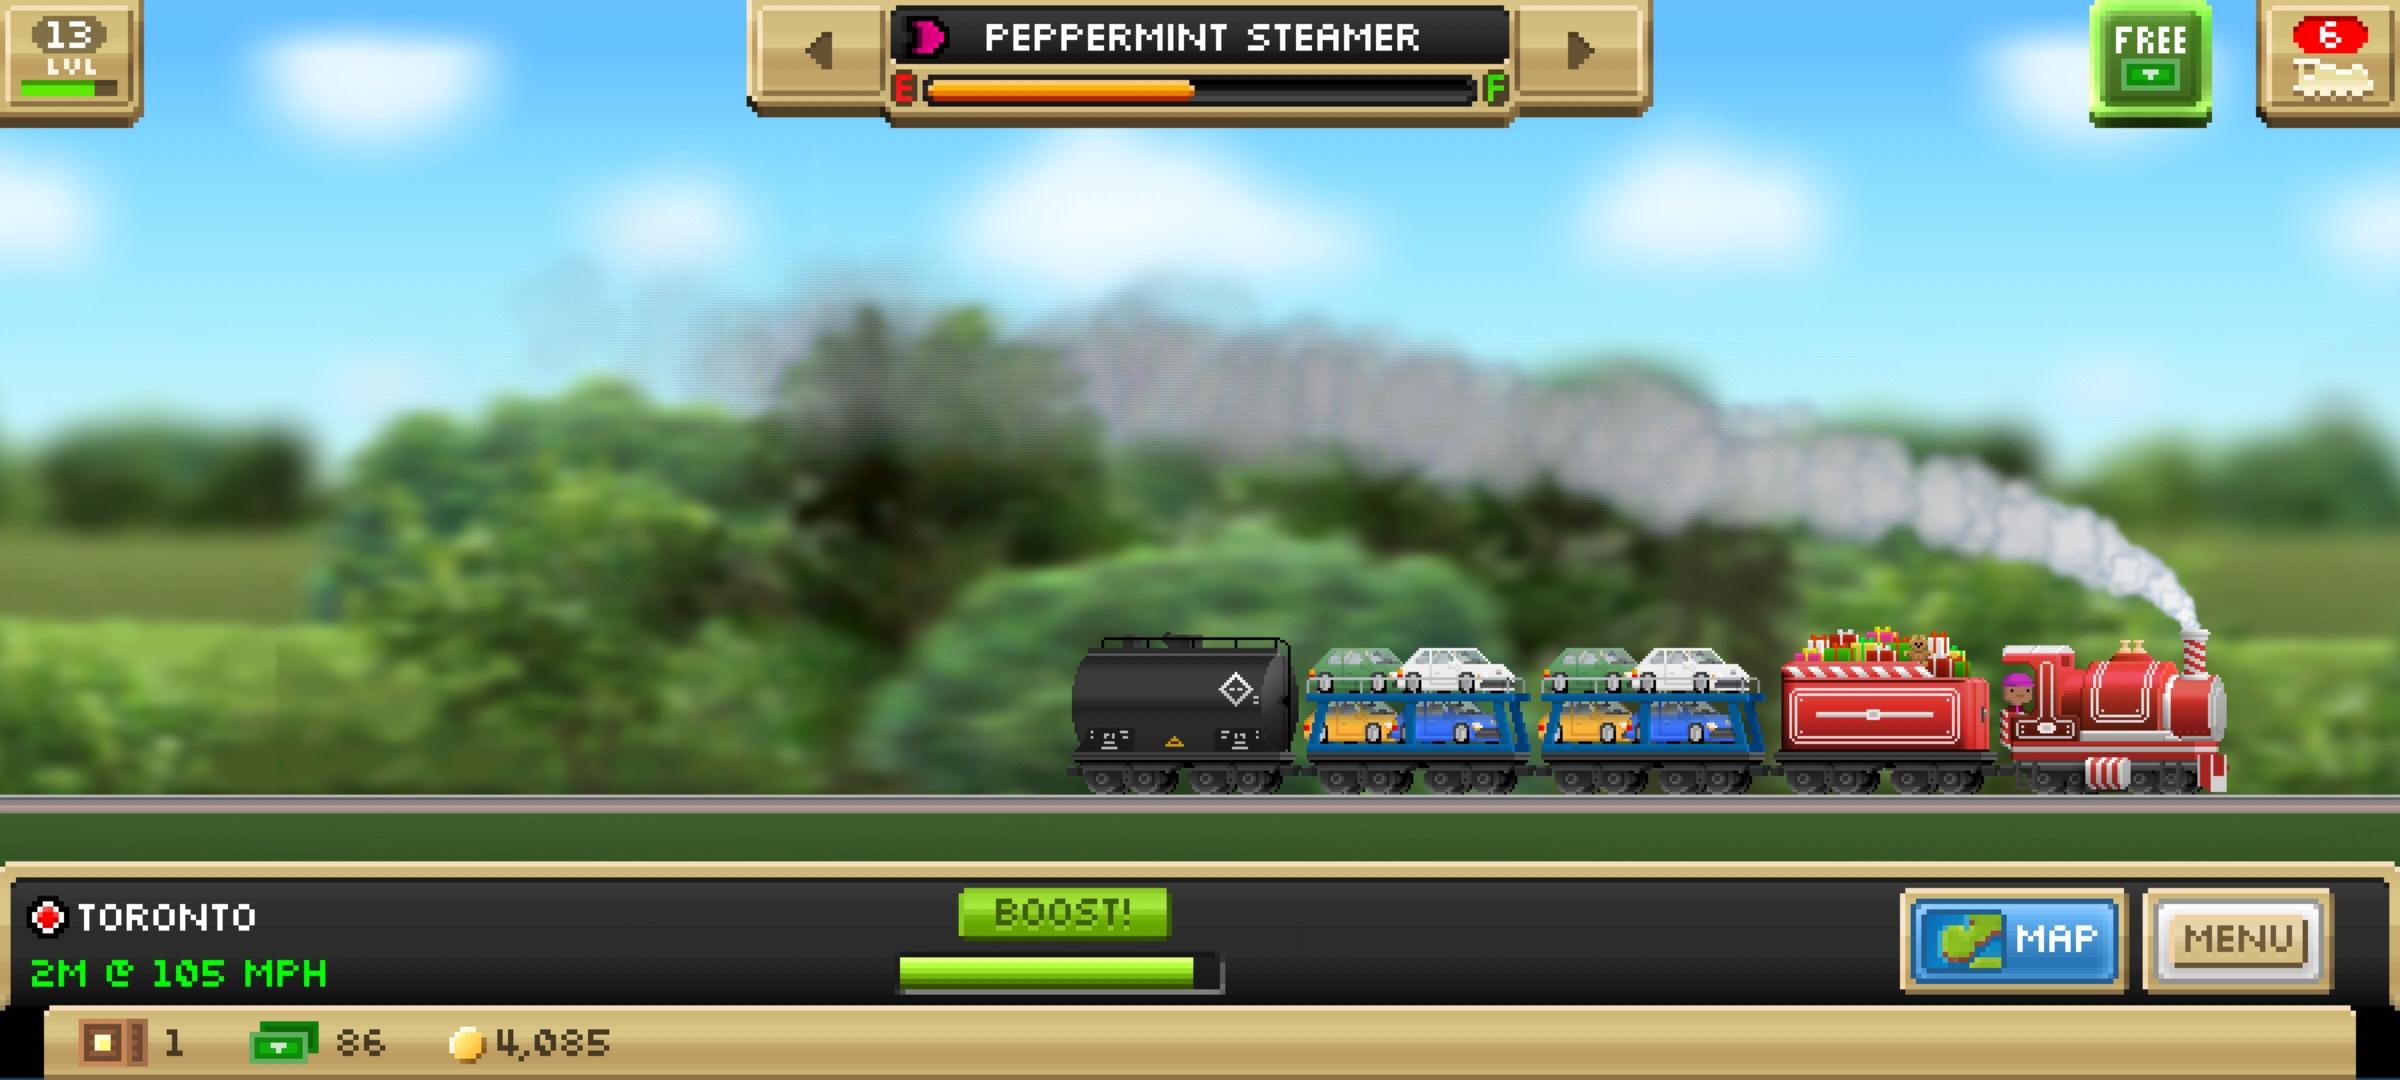 13
LVL
PEPPERMINT STEAMER
E F
FREE
6
TORONTO
2M @ 105 MPH
BOOST!
MAP
MENU
1
86
4,085